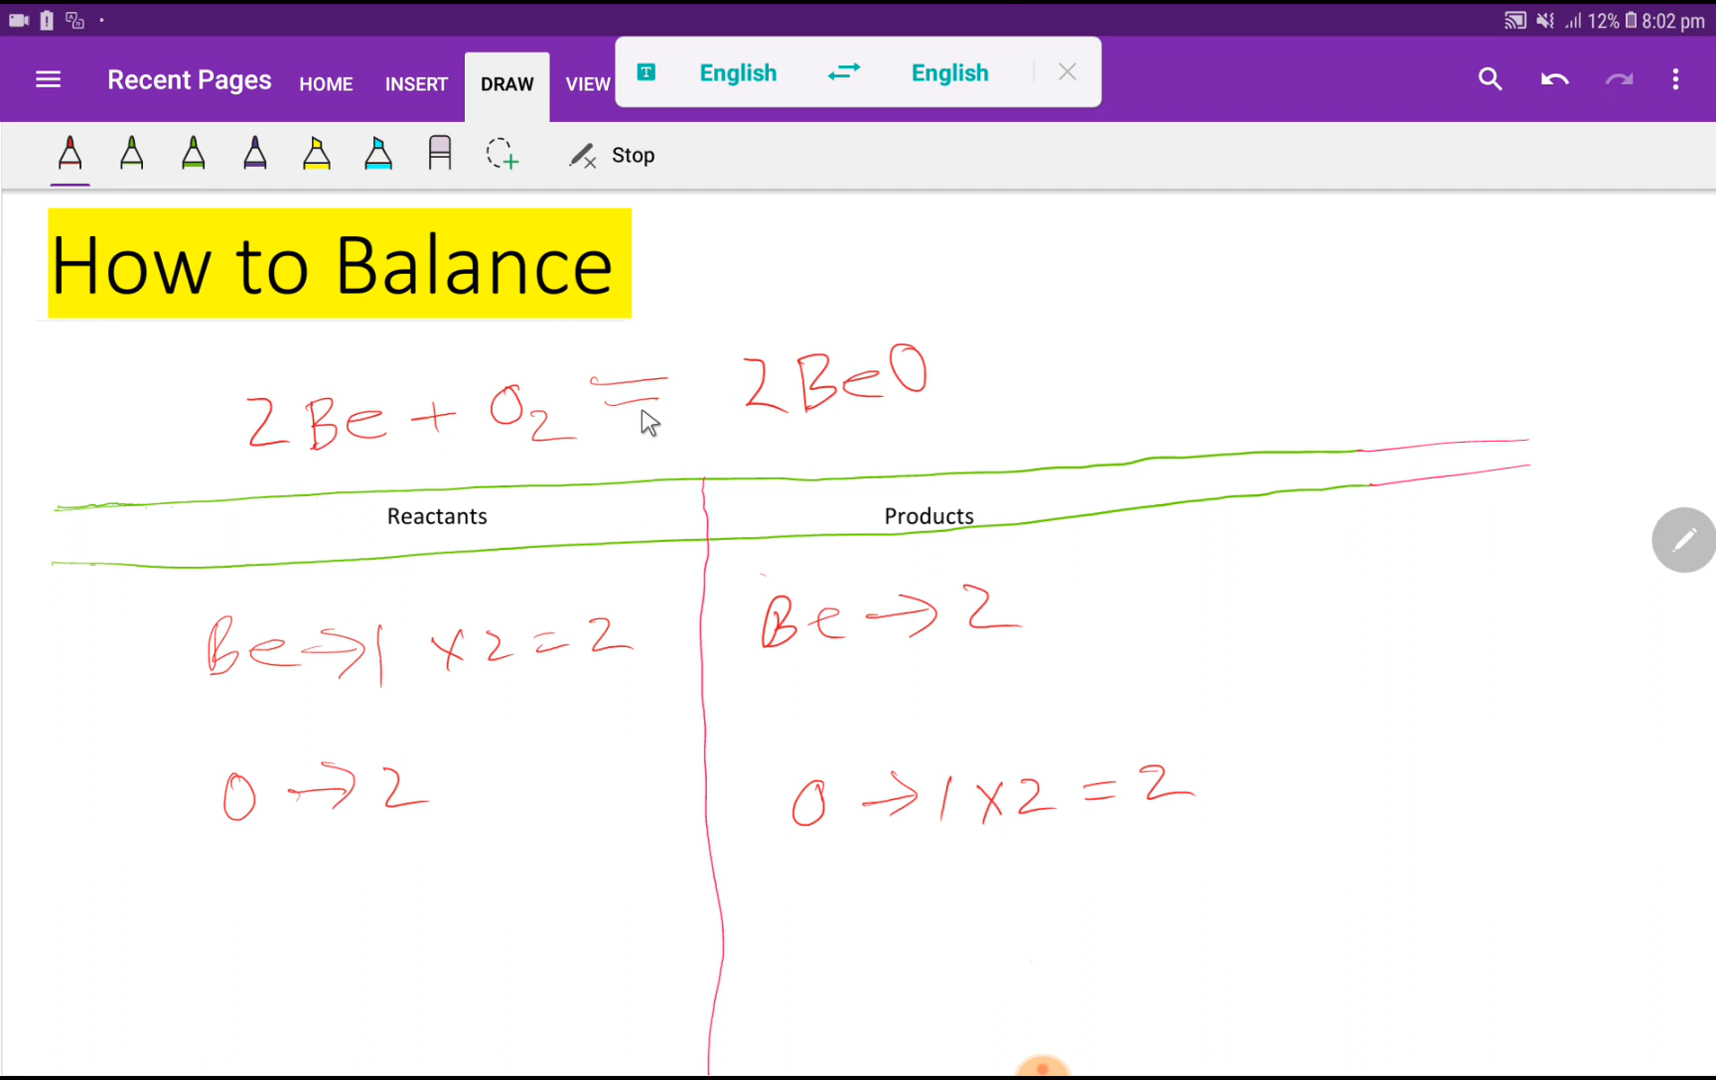 12% 8:02 pm
Recent Pages HOME INSERT DRAW VIEW
T English English
Stop
How to Balance
2Be + O2 = 2BeO
Reactants Products
Be → 1 x 2 = 2 Be → 2
O → 2 O → 1 x 2 = 2